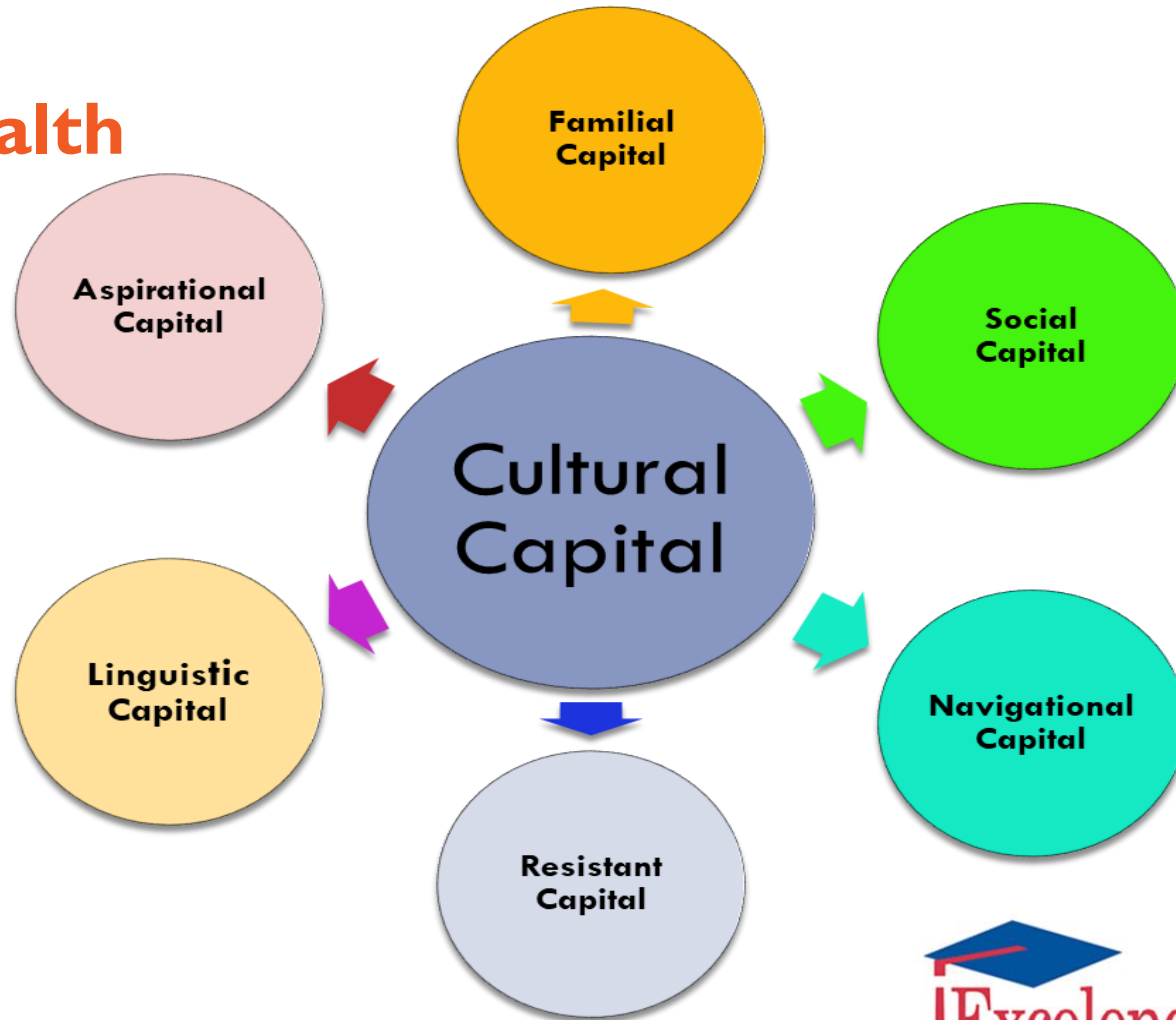 alth
Familial
Capital
Aspirational
Capital
Social
Capital
Cultural
Capital
Linguistic
Capital
Navigational
Capital
Resistant
Capital